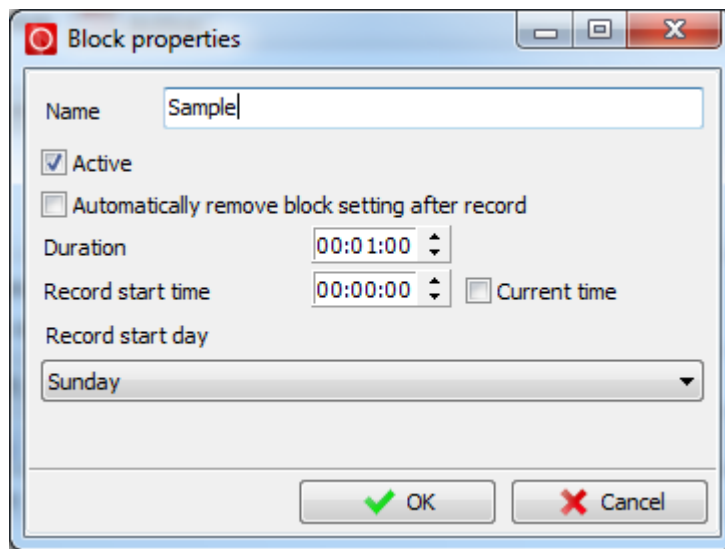 Block properties
Name Sample
Active
Automatically remove block setting after record
Duration 00:01:00
Record start time 00:00:00 Current time
Record start day
Sunday
OK Cancel